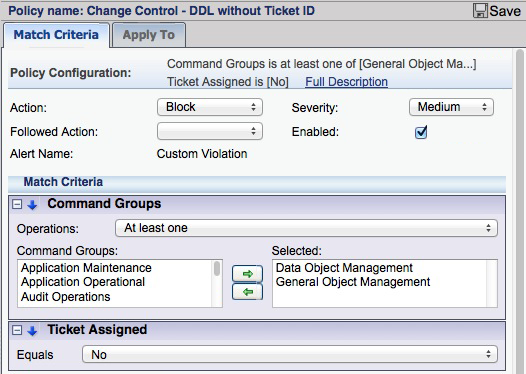 Policy name: Change Control - DDL without Ticket ID Save
Match Criteria Apply To
Policy Configuration: Command Groups is at least one of [General Object Ma...]
Ticket Assigned is [No] Full Description
Action: Block Severity: Medium
Followed Action: Enabled:
Alert Name: Custom Violation
Match Criteria
Command Groups
Operations: At least one
Command Groups: Selected:
Application Maintenance Data Object Management
Application Operational General Object Management
Audit Operations
Ticket Assigned
Equals No